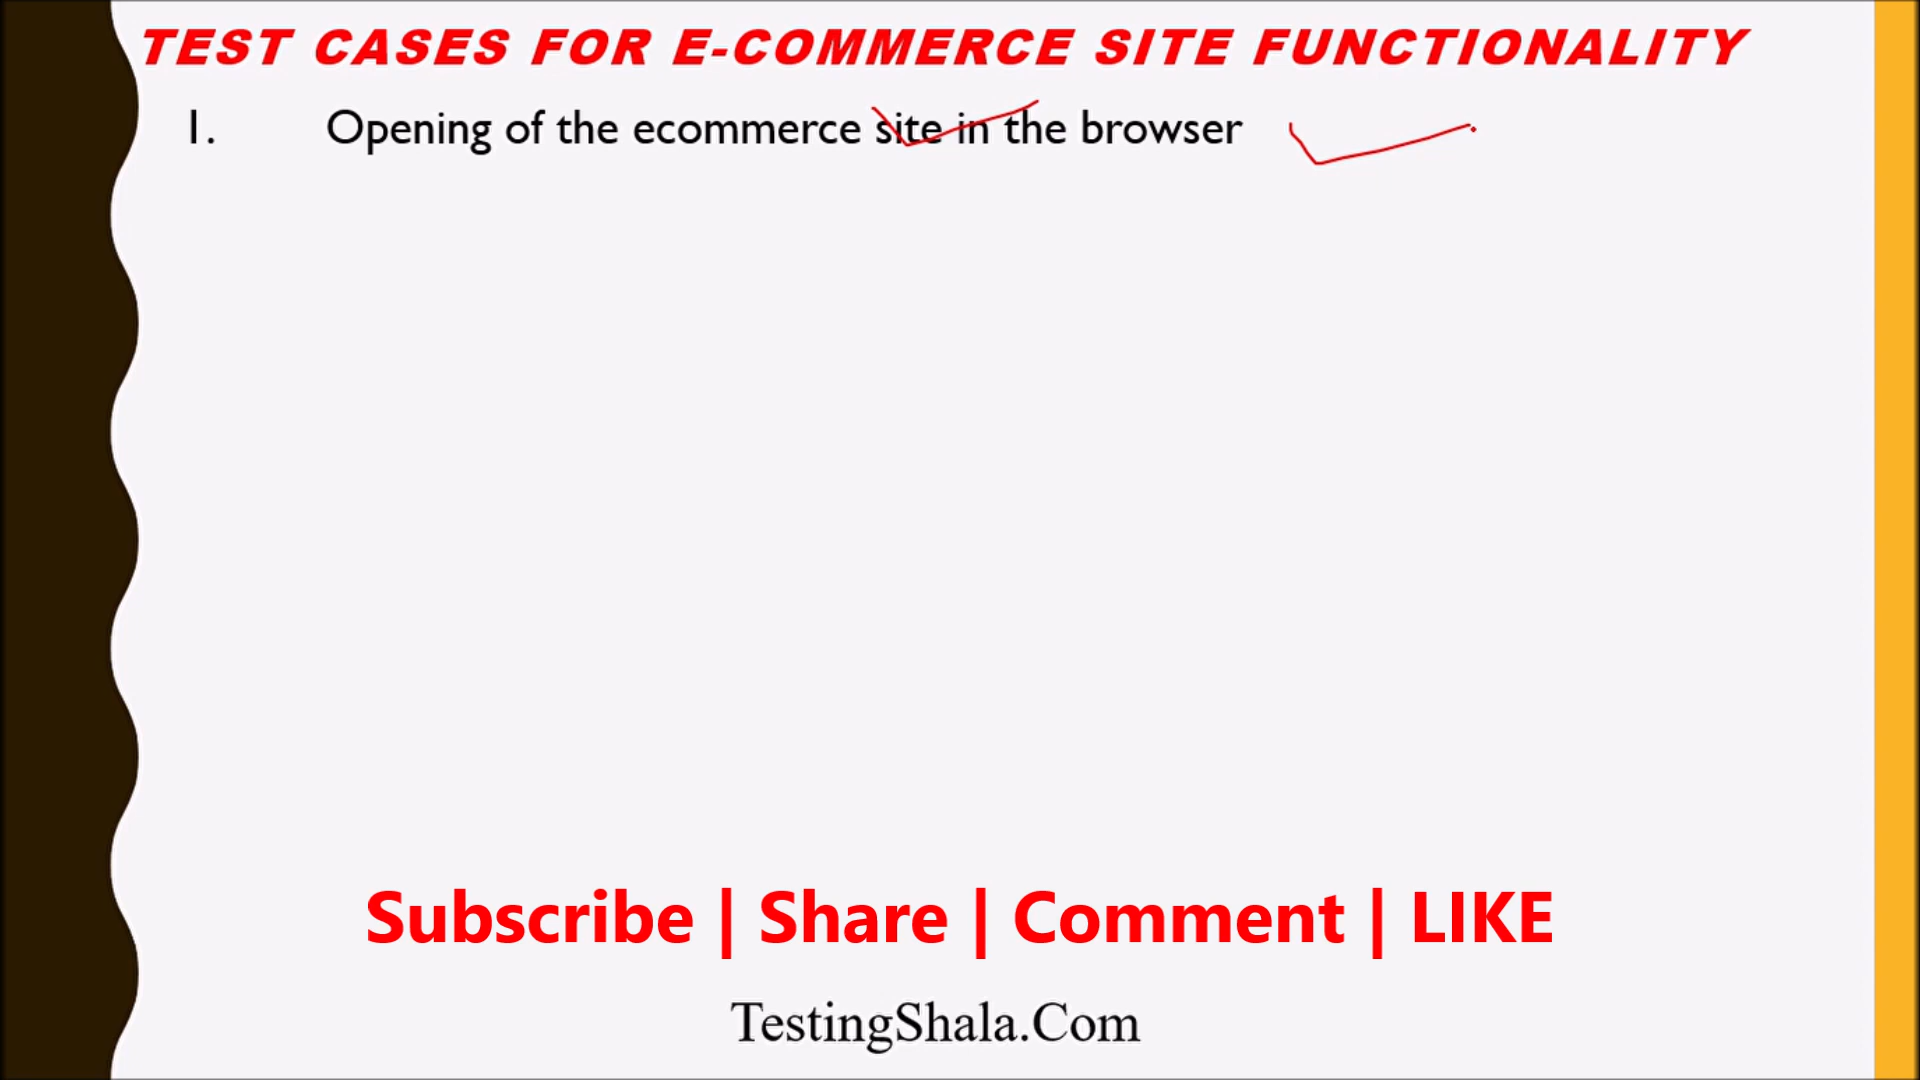 TEST CASES FOR E-COMMERCE SITE FUNCTIONALITY
1. Opening of the ecommerce site in the browser
Subscribe | Share | Comment | LIKE
TestingShala.Com